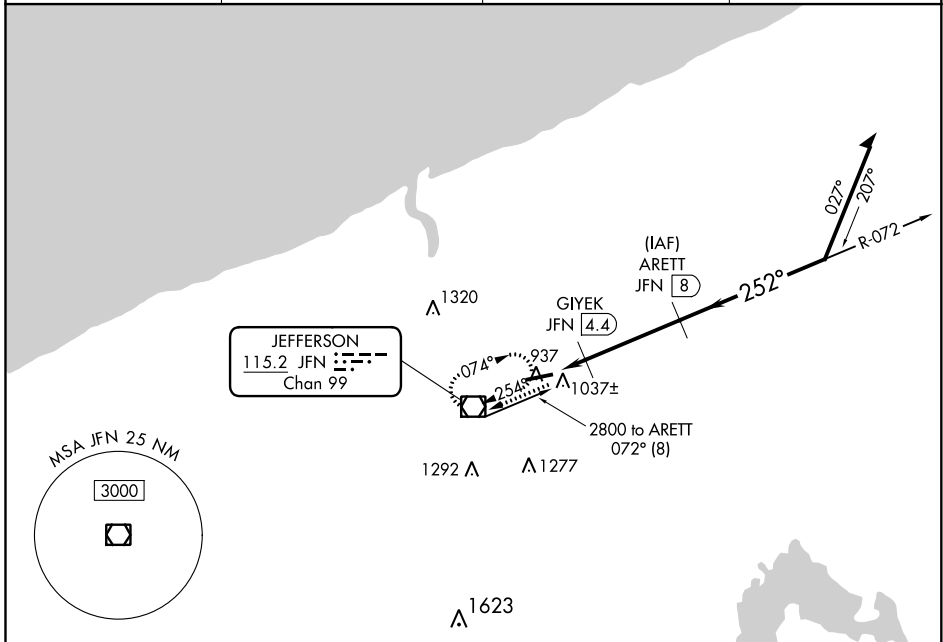 1320
JEFFERSON
115.2 JFN
Chan 99
(IAF)
ARETT
JFN 8
GIYEK
JFN 4.4
252°
027°
207°
R-072
074°
254°
937
1037±
2800 to ARETT
072° (8)
1292
1277
MSA JFN 25 NM
3000
1623